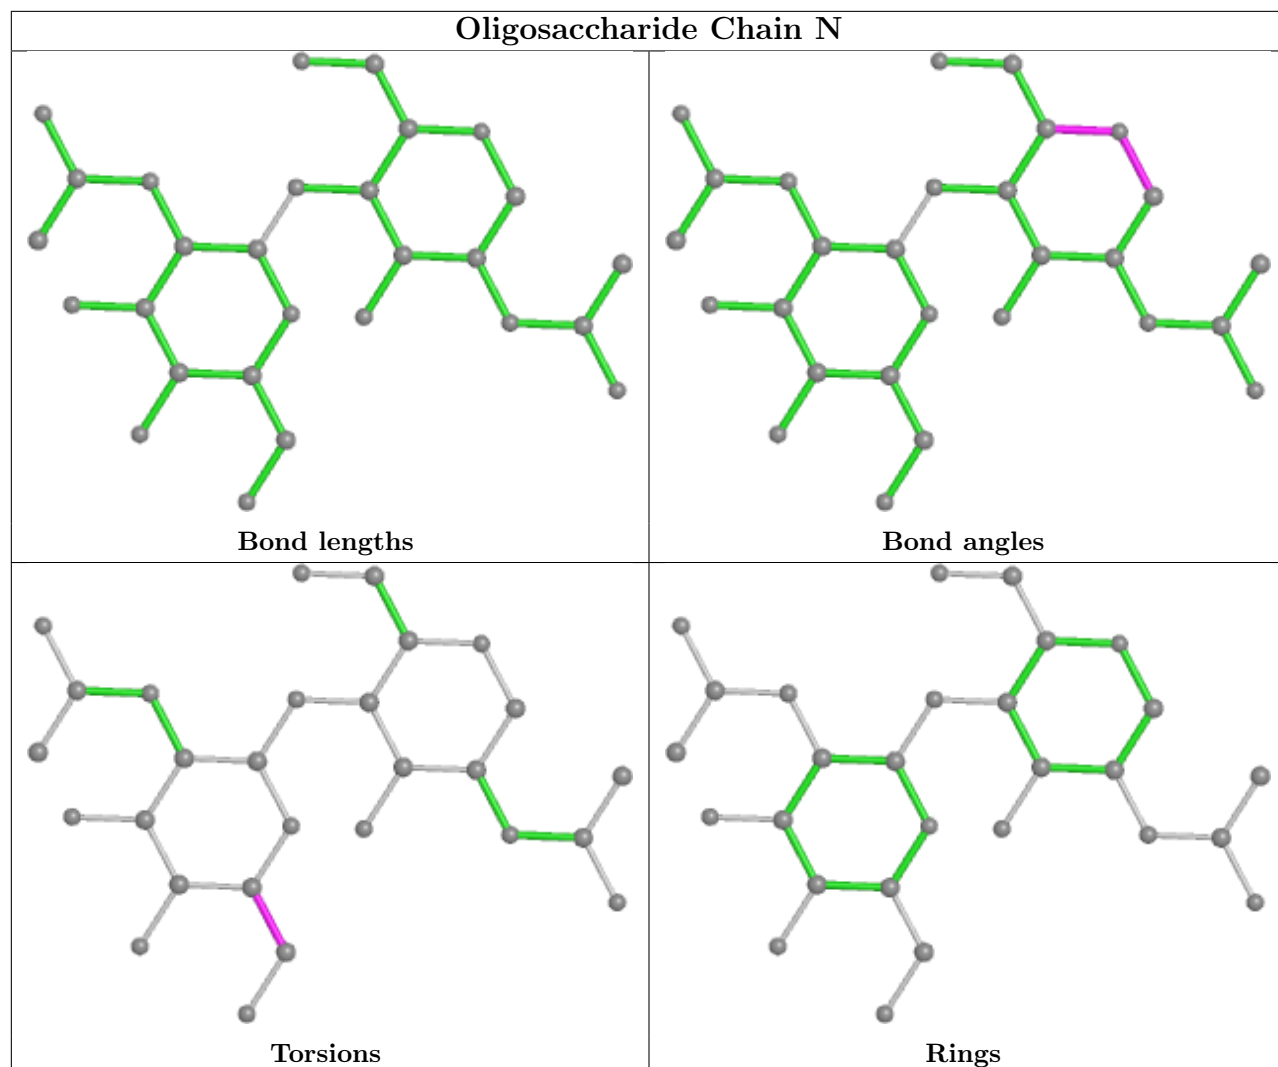 Oligosaccharide Chain N
Bond lengths
Bond angles
Torsions
Rings